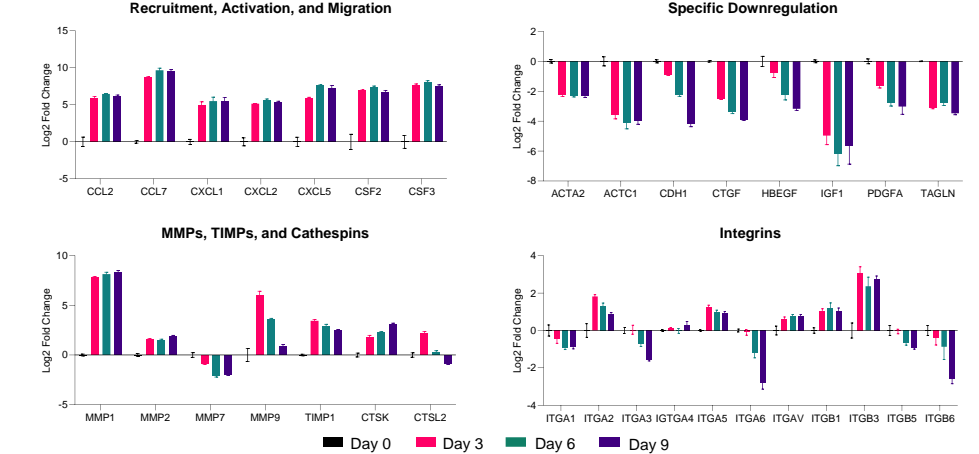 Recruitment, Activation, and Migration
Log2 Fold Change
15
10
5
0
-5
CCL2 CCL7 CXCL1 CXCL2 CXCL5 CSF2 CSF3
Specific Downregulation
Log2 Fold Change
2
0
-2
-4
-6
-8
ACTA2 ACTC1 CDH1 CTGF HBEGF IGF1 PDGFA TAGLN
MMPs, TIMPs, and Cathespins
Log2 Fold Change
10
5
0
-5
MMP1 MMP2 MMP7 MMP9 TIMP1 CTSK CTSL2
Integrins
Log2 Fold Change
4
2
0
-2
-4
ITGA1 ITGA2 ITGA3 IGTGA4 ITGA5 ITGA6 ITGAV ITGB1 ITGB3 ITGB5 ITGB6
Day 0 Day 3 Day 6 Day 9